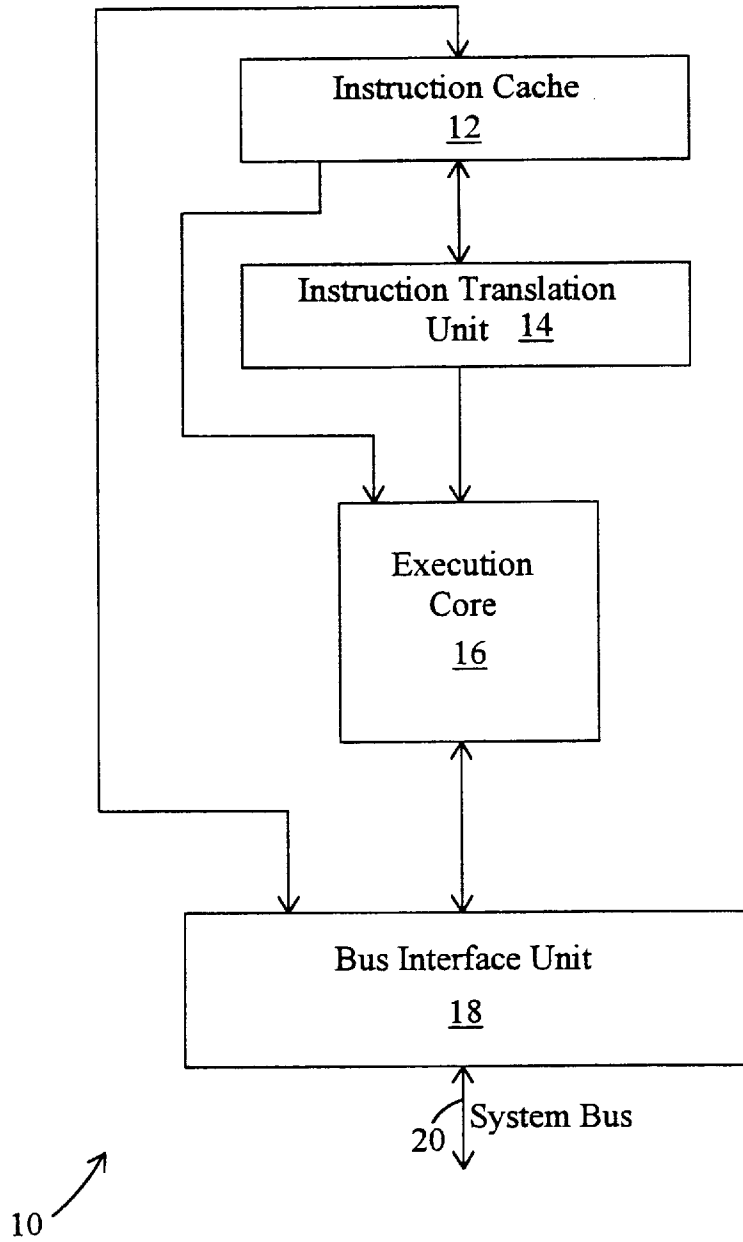 Instruction Cache
12
Instruction Translation
Unit 14
Execution
Core
16
Bus Interface Unit
18
System Bus
20
10